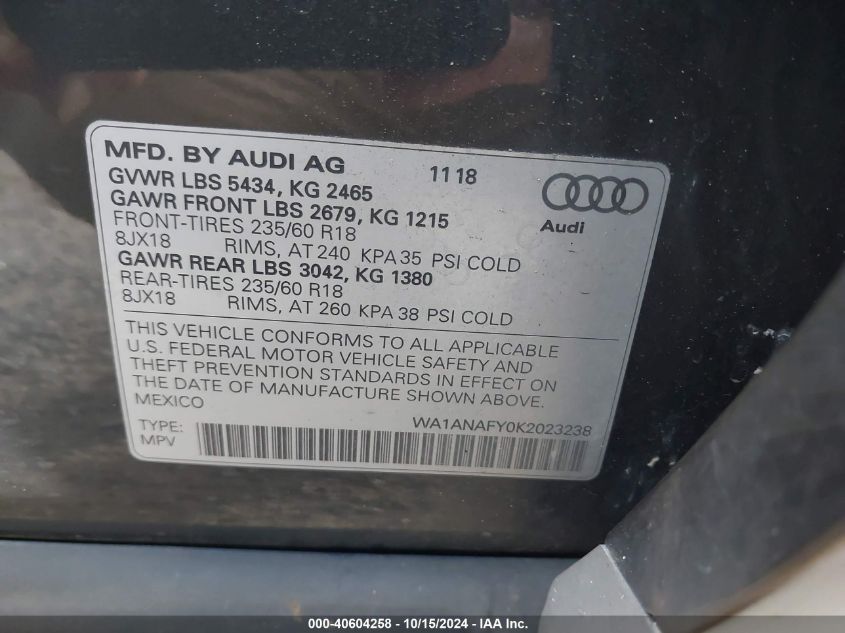 MFD. BY AUDI AG 11 18
GVWR LBS 5434, KG 2465
GAWR FRONT LBS 2679, KG 1215
Audi
FRONT-TIRES 235/60 R18
8JX18 RIMS, AT 240 KPA 35 PSI COLD
GAWR REAR LBS 3042, KG 1380
REAR-TIRES 235/60 R18
8JX18 RIMS, AT 260 KPA 38 PSI COLD
THIS VEHICLE CONFORMS TO ALL APPLICABLE
U.S. FEDERAL MOTOR VEHICLE SAFETY AND
THEFT PREVENTION STANDARDS IN EFFECT ON
THE DATE OF MANUFACTURE SHOWN ABOVE.
MEXICO
WA1ANAFY0K2023238
TYPE:
MPV
000-40604258 - 10/15/2024 - IAA Inc.